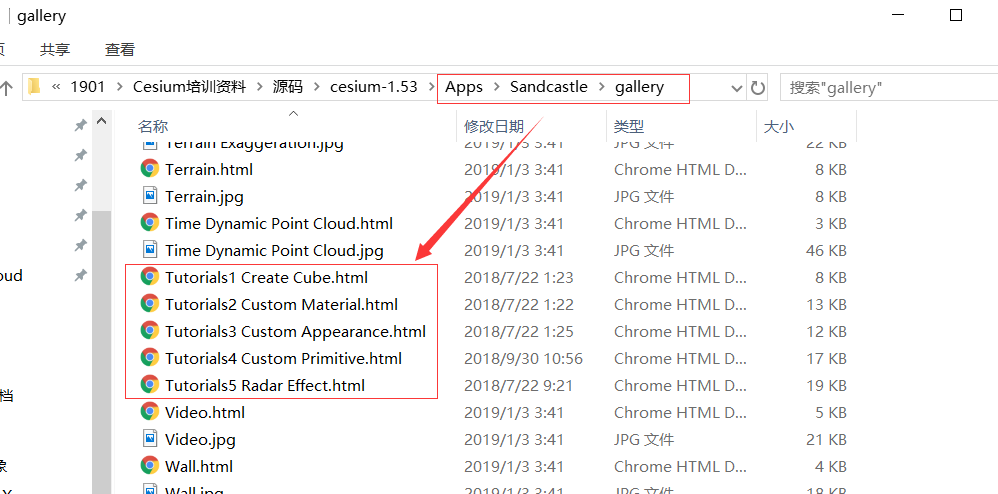 gallery
共享 查看
« 1901 > Cesium培训资料 > 源码 > cesium-1.53 > Apps > Sandcastle > gallery 搜索"gallery"
名称 修改日期 类型 大小
Terrain Exaggeration.jpg 2019/1/3 3:41 JPG 文件 22 KB
Terrain.html 2019/1/3 3:41 Chrome HTML D... 8 KB
Terrain.jpg 2019/1/3 3:41 JPG 文件 8 KB
Time Dynamic Point Cloud.html 2019/1/3 3:41 Chrome HTML D... 3 KB
Time Dynamic Point Cloud.jpg 2019/1/3 3:41 JPG 文件 46 KB
oud Tutorials1 Create Cube.html 2018/7/22 1:23 Chrome HTML D... 8 KB
Tutorials2 Custom Material.html 2018/7/22 1:22 Chrome HTML D... 13 KB
Tutorials3 Custom Appearance.html 2018/7/22 1:25 Chrome HTML D... 12 KB
Tutorials4 Custom Primitive.html 2018/9/30 10:56 Chrome HTML D... 17 KB
档 Tutorials5 Radar Effect.html 2018/7/22 9:21 Chrome HTML D... 19 KB
Video.html 2019/1/3 3:41 Chrome HTML D... 5 KB
Video.jpg 2019/1/3 3:41 JPG 文件 21 KB
象 Wall.html 2019/1/3 3:41 Chrome HTML D... 4 KB
Wall.jpg 2019/1/3 3:41 JPG 文件 18 KB